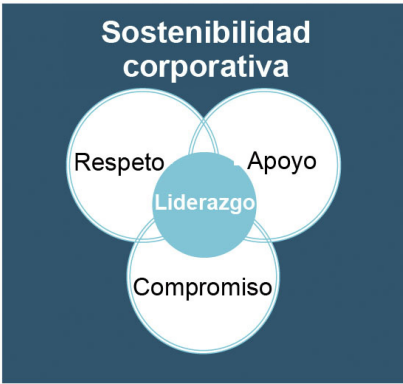 Sostenibilidad
corporativa
Respeto
Apoyo
Liderazgo
Compromiso